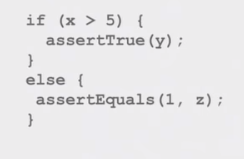 if (x > 5) {
  assertTrue(y);
}
else {
 assertEquals(1, z);
}